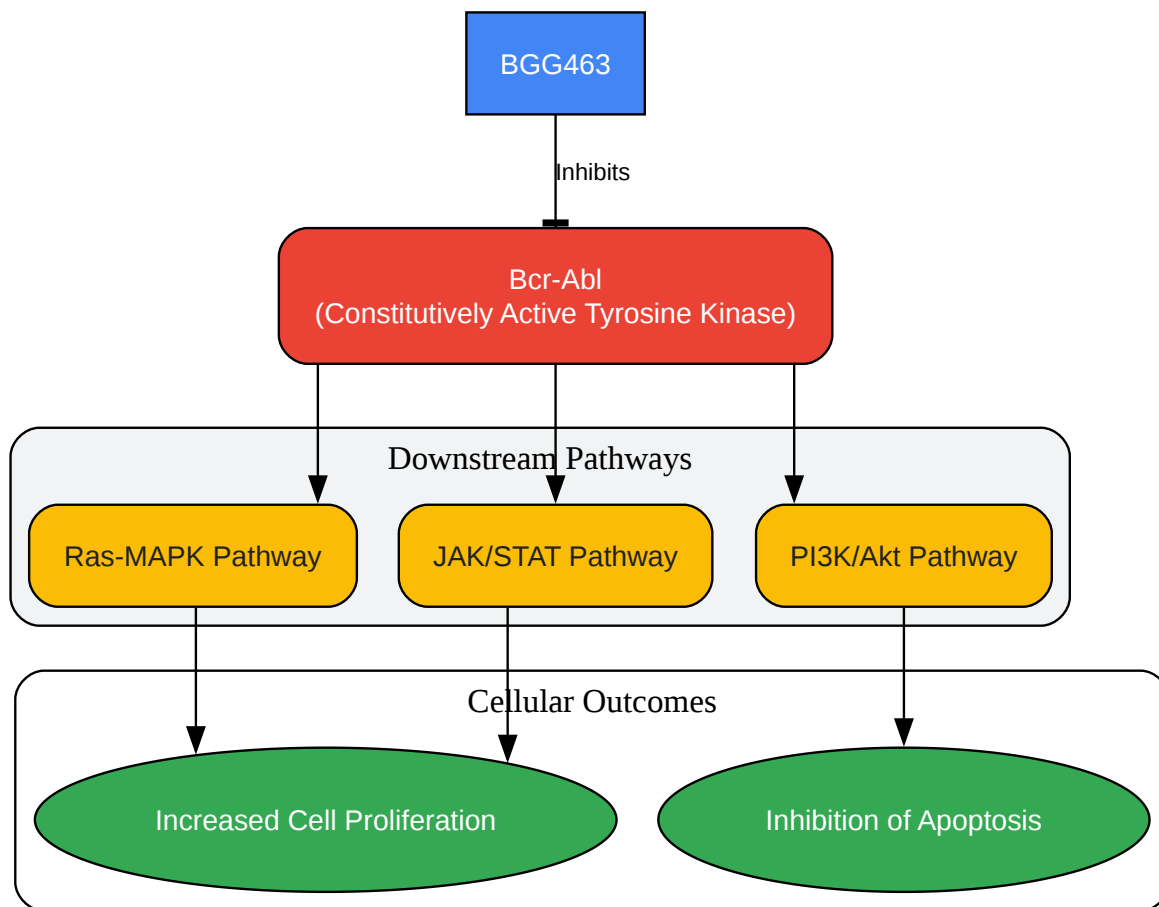 BGG463
Inhibits
Bcr-Abl
(Constitutively Active Tyrosine Kinase)
Downstream Pathways
Ras-MAPK Pathway
JAK/STAT Pathway
PI3K/Akt Pathway
Cellular Outcomes
Increased Cell Proliferation
Inhibition of Apoptosis